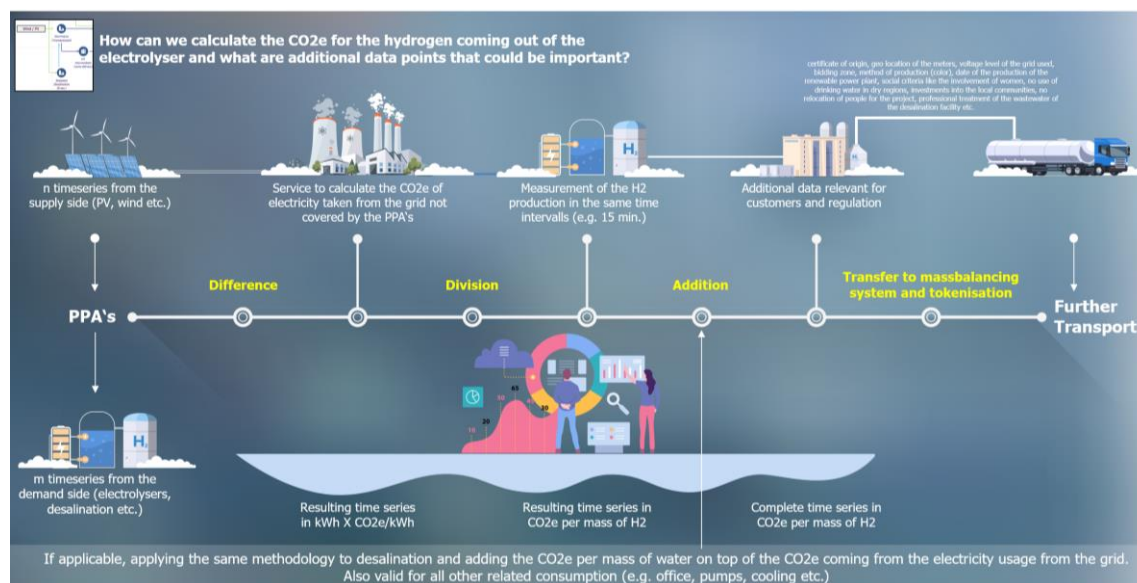 How can we calculate the CO2e for the hydrogen coming out of the
electrolyser and what are additional data points that could be important?
certificate of origin, geo location of the meters, voltage level of the grid used,
bidding zone, method of production (color), date of the production of the
renewable power plant, social criteria like the involvement of women, no use of
drinking water in dry regions, investments into the local communities, no
relocation of people for the project, professional treatment of the wastewater of
the desalination facility etc.
H2
H2
n timeseries from the
supply side (PV, wind etc.)
Service to calculate the CO2e of
electricity taken from the grid not
covered by the PPA's
Measurement of the H2
production in the same time
intervalls (e.g. 15 min.)
Additional data relevant for
customers and regulation
Difference
Division
Addition
Transfer to massbalancing
system and tokenisation
PPA's
Further
Transport
H2
10
20
50
65
40
30
m timeseries from the
demand side (electrolysers,
desalination etc.)
Resulting time series
in kWh X CO2e/kWh
Resulting time series in
CO2e per mass of H2
Complete time series in
CO2e per mass of H2
If applicable, applying the same methodology to desalination and adding the CO2e per mass of water on top of the CO2e coming from the electricity usage from the grid.
Also valid for all other related consumption (e.g. office, pumps, cooling etc.)